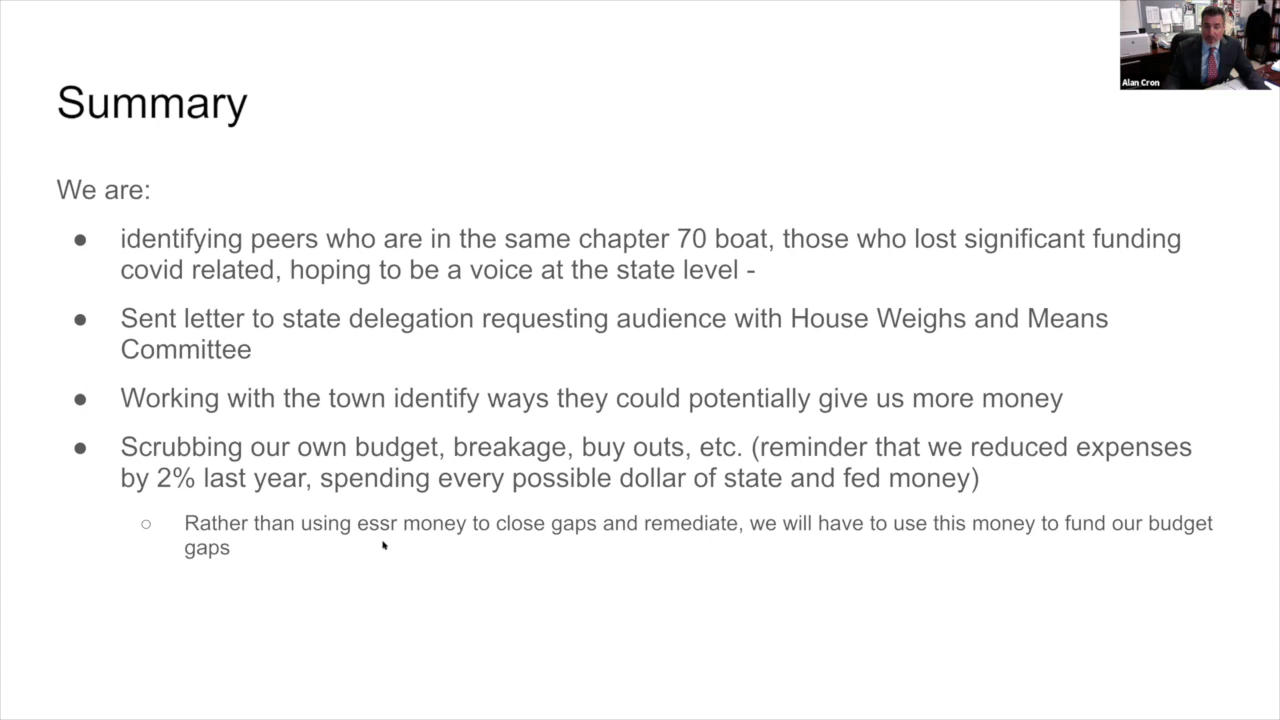 Alan Cron
Summary
We are:
● identifying peers who are in the same chapter 70 boat, those who lost significant funding
covid related, hoping to be a voice at the state level -
● Sent letter to state delegation requesting audience with House Weighs and Means
Committee
● Working with the town identify ways they could potentially give us more money
● Scrubbing our own budget, breakage, buy outs, etc. (reminder that we reduced expenses
by 2% last year, spending every possible dollar of state and fed money)
○ Rather than using essr money to close gaps and remediate, we will have to use this money to fund our budget
gaps